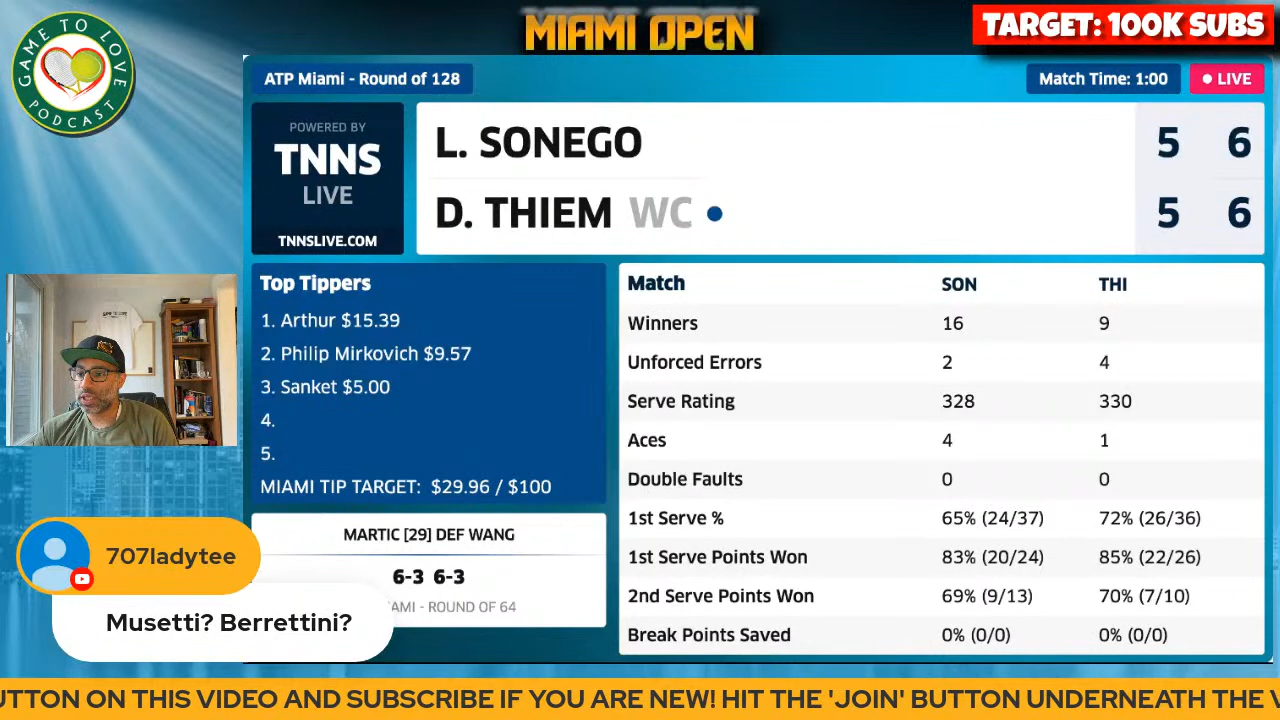 GAME TO LOVE
PODCAST
MIAMI OPEN
TARGET: 100K SUBS
ATP Miami - Round of 128
Match Time: 1:00
LIVE
POWERED BY
TNNS
LIVE
TNNSLIVE.COM
L. SONEGO 5 6
D. THIEM WC 5 6
Top Tippers
1. Arthur $15.39
2. Philip Mirkovich $9.57
3. Sanket $5.00
4.
5.
MIAMI TIP TARGET: $29.96 / $100
MARTIC [29] DEF WANG
6-3 6-3
AMI - ROUND OF 64
Match SON THI
Winners 16 9
Unforced Errors 2 4
Serve Rating 328 330
Aces 4 1
Double Faults 0 0
1st Serve % 65% (24/37) 72% (26/36)
1st Serve Points Won 83% (20/24) 85% (22/26)
2nd Serve Points Won 69% (9/13) 70% (7/10)
Break Points Saved 0% (0/0) 0% (0/0)
707ladytee
Musetti? Berrettini?
UTTON ON THIS VIDEO AND SUBSCRIBE IF YOU ARE NEW! HIT THE 'JOIN' BUTTON UNDERNEATH THE V